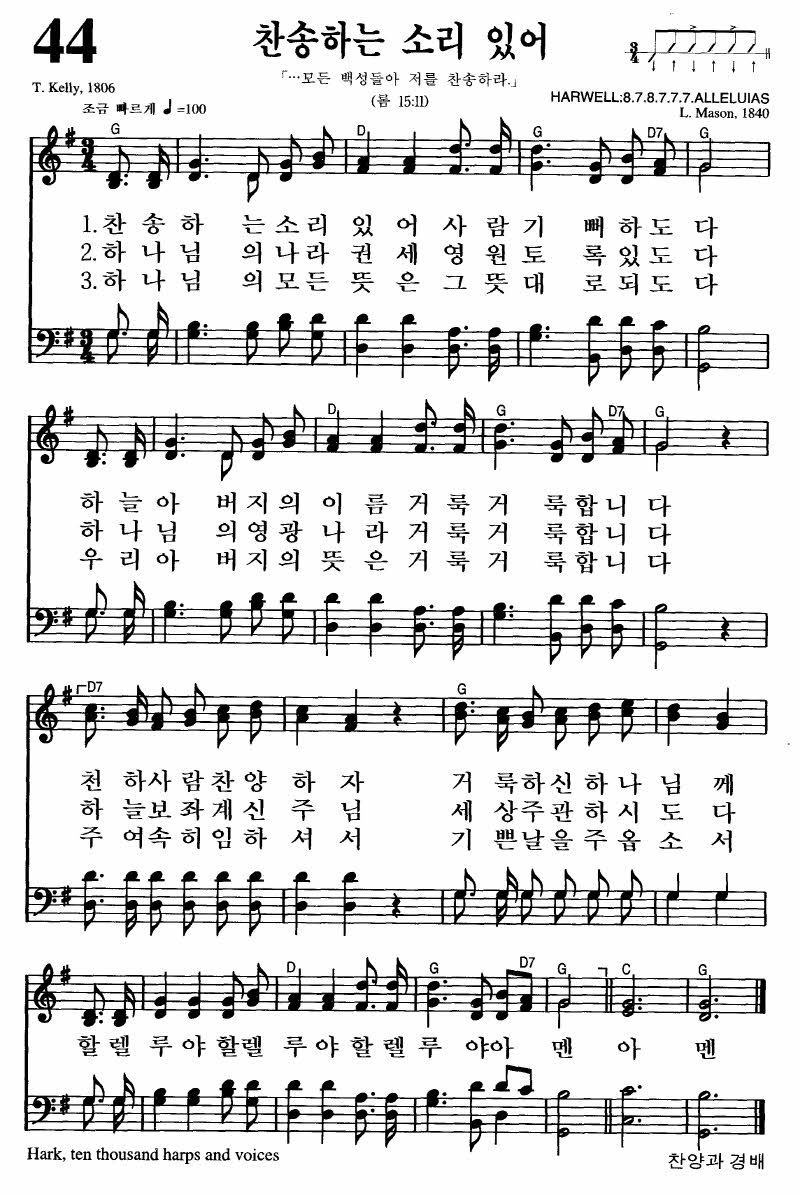 44
찬송하는 소리 있어
「…모든 백성들아 저를 찬송하라.」
(롬 15:11)
T. Kelly, 1806
조금 빠르게 ♩=100
3/4
HARWELL:8.7.8.7.7.7.ALLELUIAS
L. Mason, 1840
G D G D7 G
1.찬 송 하 는소리 있 어 사 람 기 뻐 하 도 다
2.하 나 님 의나라 권 세 영 원 토 록 있 도 다
3.하 나 님 의모든 뜻 은 그 뜻 대 로 되 도 다
D G D7 G
하 늘 아 버지의 이 름 거 룩 거 룩합니 다
하 나 님 의영광 나 라 거 룩 거 룩합니 다
우 리 아 버지의 뜻 은 거 룩 거 룩합니 다
D7 G
천 하사 람찬 양 하 자 거 룩하신하나 님 께
하 늘보 좌계 신 주 님 세 상주관하시 도 다
주 여속 히임 하 셔 서 기 쁜날을주옵 소 서
D G D7 G C G
할렐 루 야 할렐 루 야 할 렐 루 야아 멘 아 멘
Hark, ten thousand harps and voices
찬양과 경배